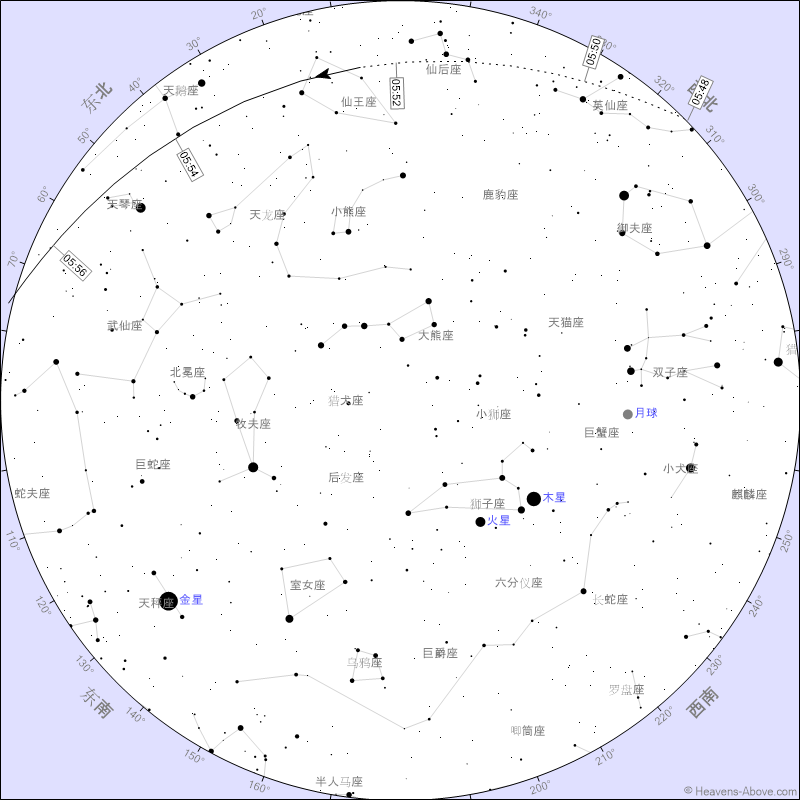 20°
座
340°
05:50
330°
30°
仙后座
320°
05:48
40°
天鹅座
05:52
仙王座
英仙座
东北
310°
50°
05:54
60°
300°
天琴座
天龙座
小熊座
鹿豹座
御夫座
70°
05:56
290°
武仙座
大熊座
天猫座
北冕座
双子座
猎犬座
小狮座
月球
牧夫座
巨蟹座
巨蛇座
后发座
小犬座
蛇夫座
狮子座
木星
麒麟座
火星
110°
250°
六分仪座
室女座
120°
天秤座
金星
长蛇座
240°
130°
乌鸦座
巨爵座
230°
东南
罗盘座
西南
140°
220°
唧筒座
150°
210°
160°
半人马座
200°
© Heavens-Above.com